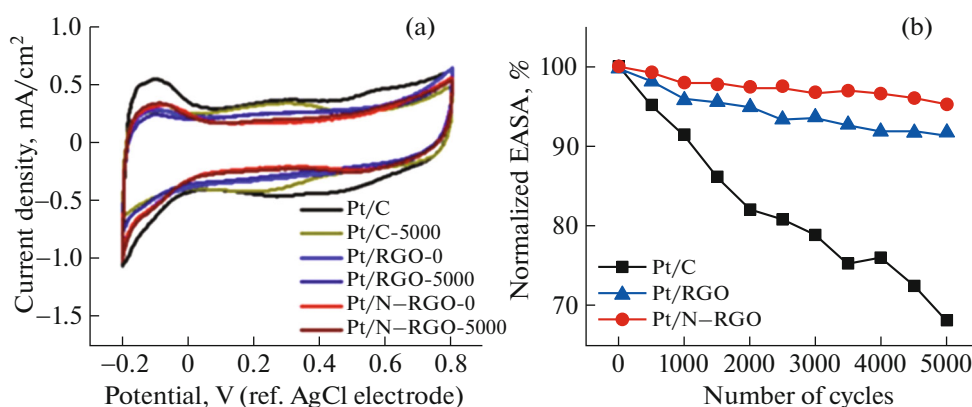 (a)
Current density, mA/cm²
1.0
0.5
0
−0.5
−1.0
−1.5
Pt/C
Pt/C-5000
Pt/RGO-0
Pt/RGO-5000
Pt/N−RGO-0
Pt/N−RGO-5000
−0.2 0 0.2 0.4 0.6 0.8
Potential, V (ref. AgCl electrode)
(b)
Normalized EASA, %
100
90
80
70
Pt/C
Pt/RGO
Pt/N−RGO
0 1000 2000 3000 4000 5000
Number of cycles